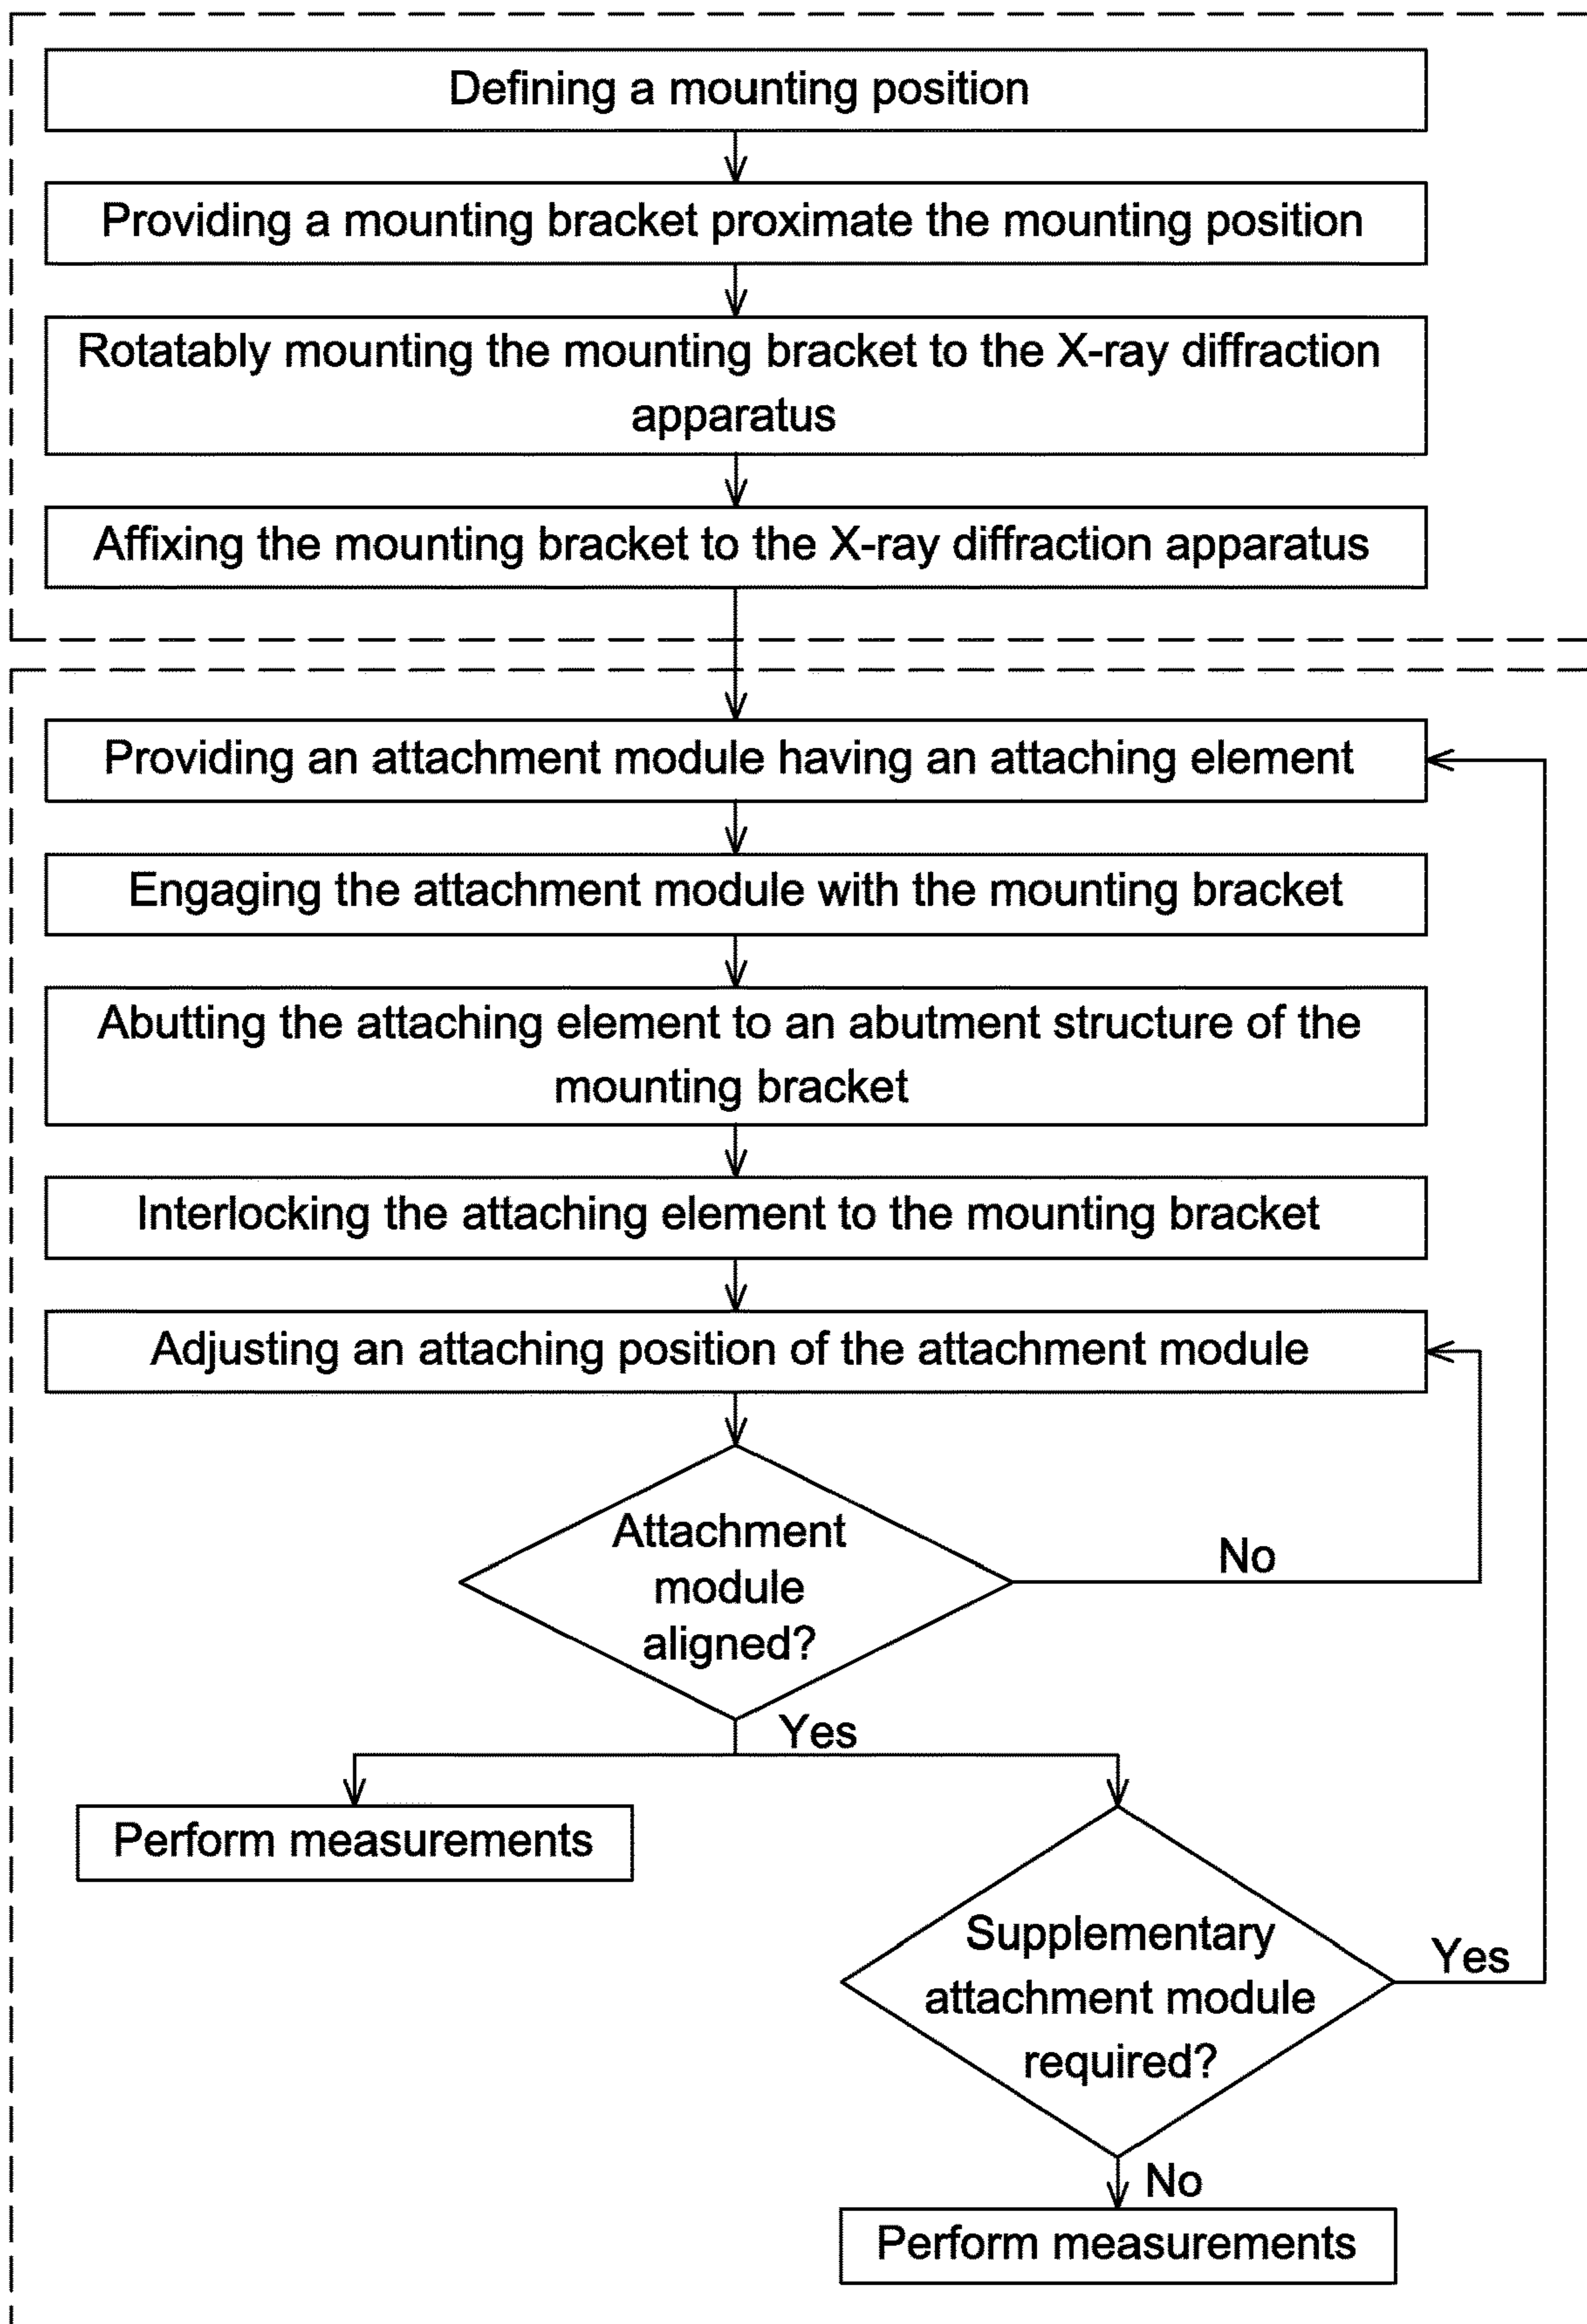 Defining a mounting position
Providing a mounting bracket proximate the mounting position
Rotatably mounting the mounting bracket to the X-ray diffraction
apparatus
Affixing the mounting bracket to the X-ray diffraction apparatus
Providing an attachment module having an attaching element
Engaging the attachment module with the mounting bracket
Abutting the attaching element to an abutment structure of the
mounting bracket
Interlocking the attaching element to the mounting bracket
Adjusting an attaching position of the attachment module
Attachment
module
aligned?
No
Yes
Perform measurements
Supplementary
attachment module
required?
Yes
No
Perform measurements